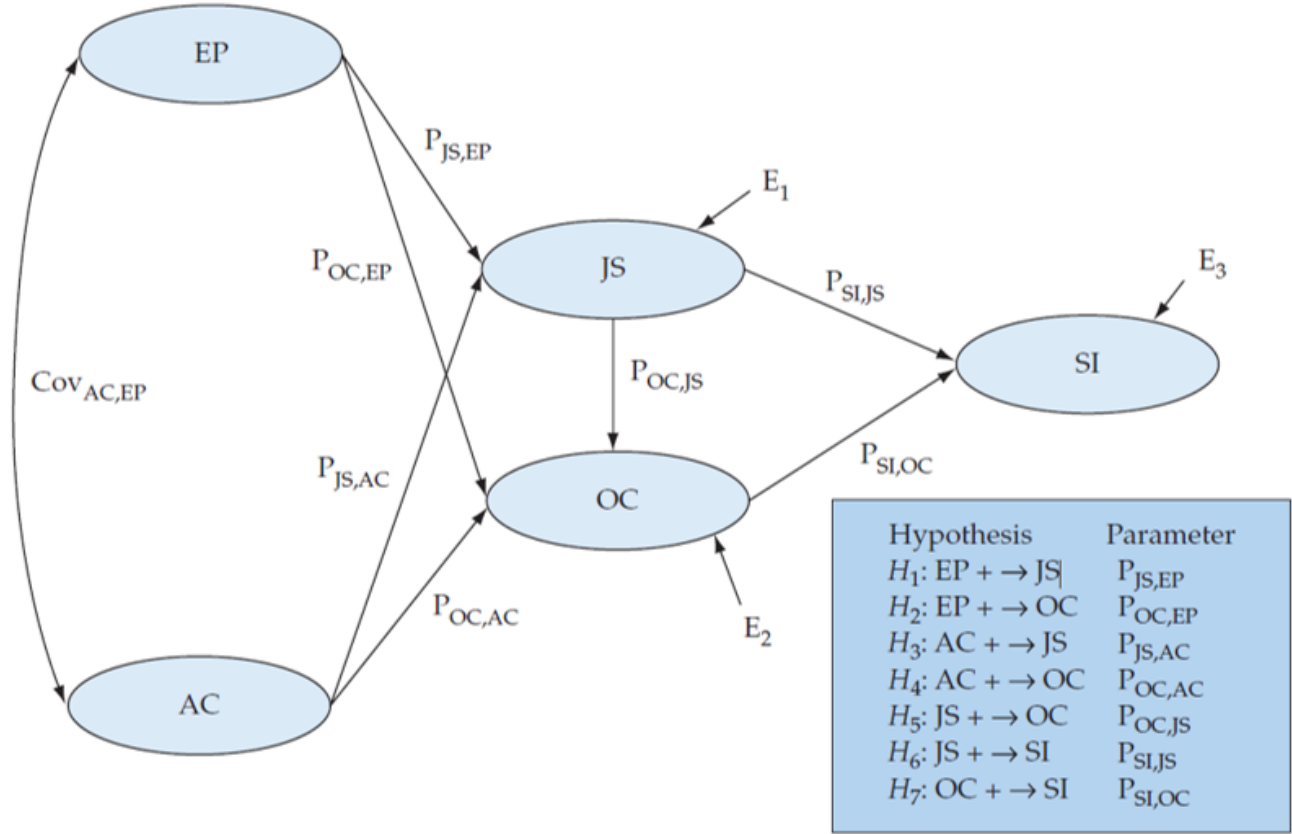 EP
P_JS,EP
E_1
P_OC,EP
JS
E_3
P_SI,JS
SI
Cov_AC,EP
P_OC,JS
P_JS,AC
OC
P_SI,OC
P_OC,AC
E_2
AC
Hypothesis Parameter
H_1: EP + → JS| P_JS,EP
H_2: EP + → OC P_OC,EP
H_3: AC + → JS P_JS,AC
H_4: AC + → OC P_OC,AC
H_5: JS + → OC P_OC,JS
H_6: JS + → SI P_SI,JS
H_7: OC + → SI P_SI,OC